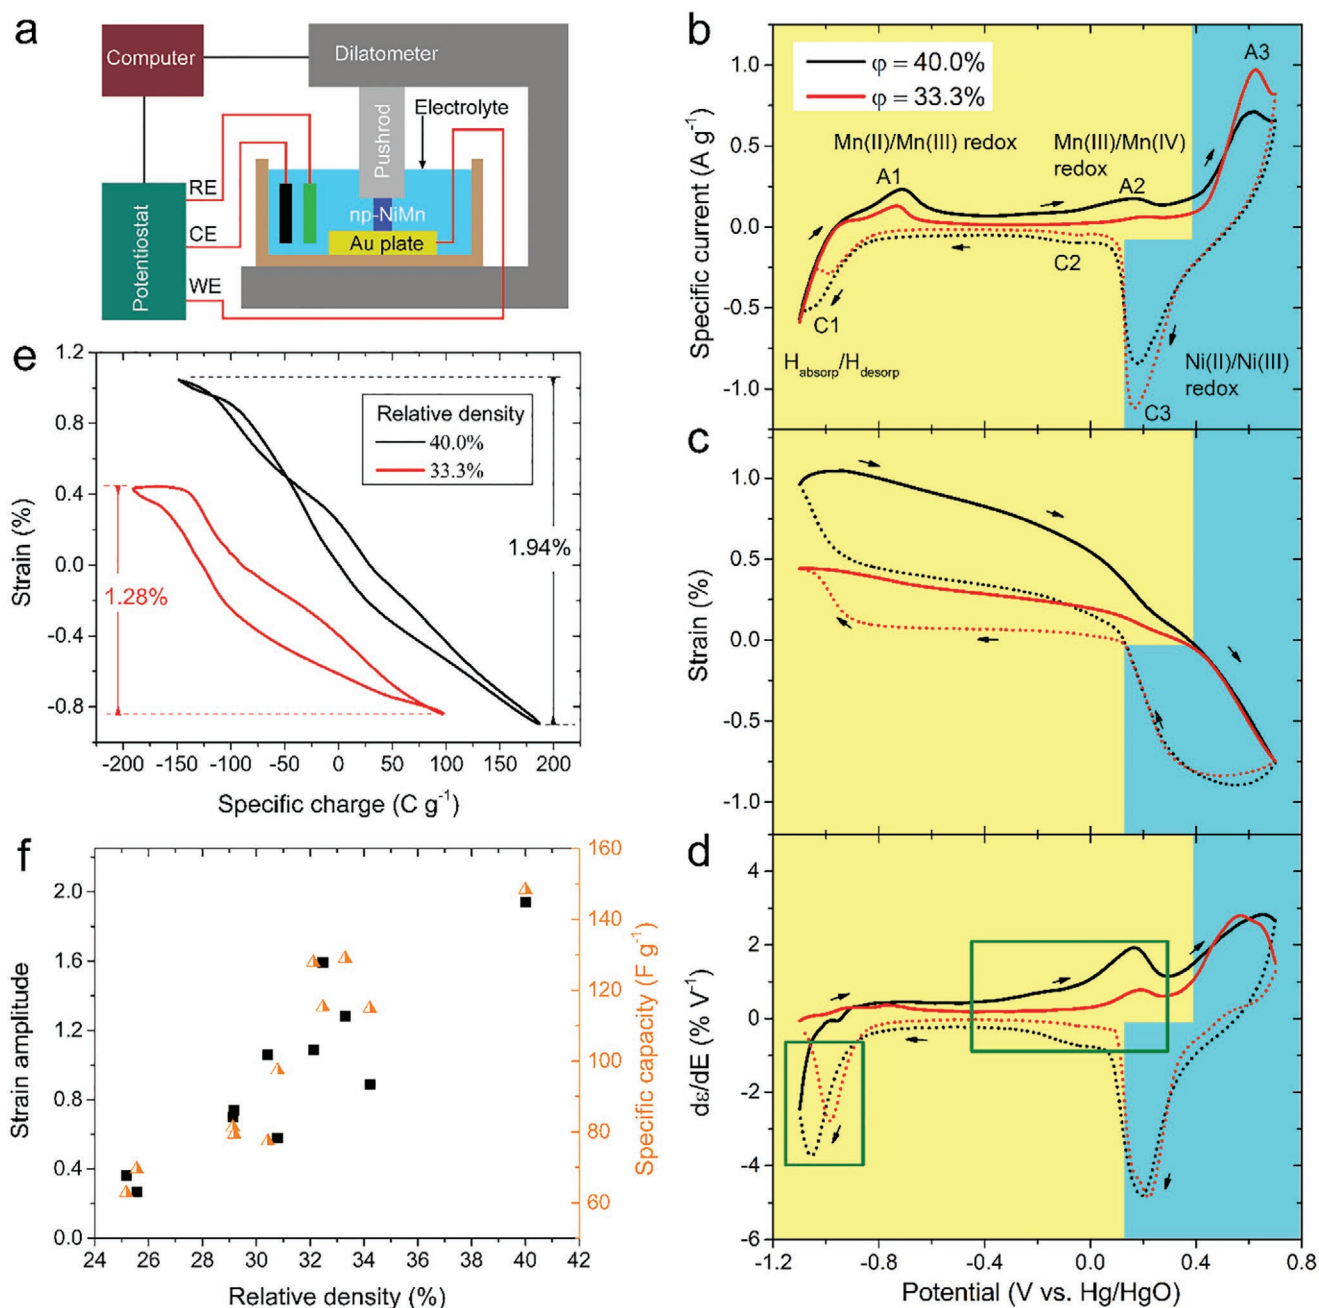 a
Computer
Dilatometer
Pushrod
Electrolyte
Potentiostat
RE
CE
WE
np-NiMn
Au plate
b
φ = 40.0%
φ = 33.3%
A3
Mn(II)/Mn(III) redox
Mn(III)/Mn(IV)
redox
A1
A2
C2
C1
H absorp/H desorp
Ni(II)/Ni(III)
redox
C3
Specific current (A g⁻¹)
1.0
0.5
0.0
-0.5
-1.0
e
Strain (%)
1.2
0.8
0.4
0.0
-0.4
-0.8
Relative density
40.0%
33.3%
1.94%
1.28%
-200 -150 -100 -50 0 50 100 150 200
Specific charge (C g⁻¹)
c
Strain (%)
1.0
0.5
0.0
-0.5
-1.0
f
Strain amplitude
2.0
1.6
1.2
0.8
0.4
0.0
160
140
120
100
80
60
Specific capacity (F g⁻¹)
24 26 28 30 32 34 36 38 40 42
Relative density (%)
d
dε/dE (% V⁻¹)
4
2
0
-2
-4
-6
-1.2 -0.8 -0.4 0.0 0.4 0.8
Potential (V vs. Hg/HgO)